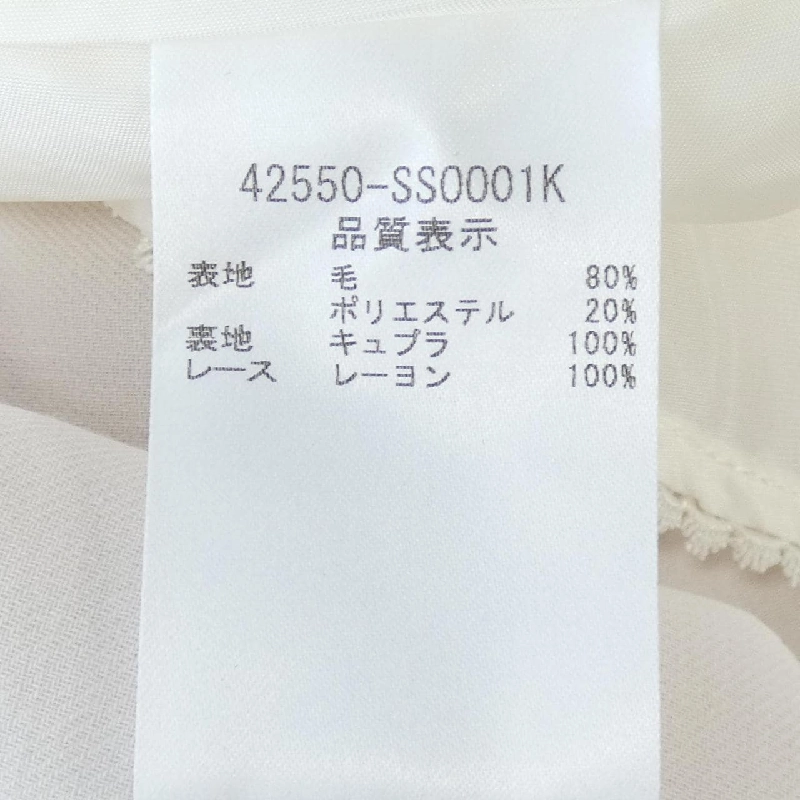 42550-SS0001K
品質表示
表地 毛 80%
ポリエステル 20%
裏地 キュプラ 100%
レース レーヨン 100%